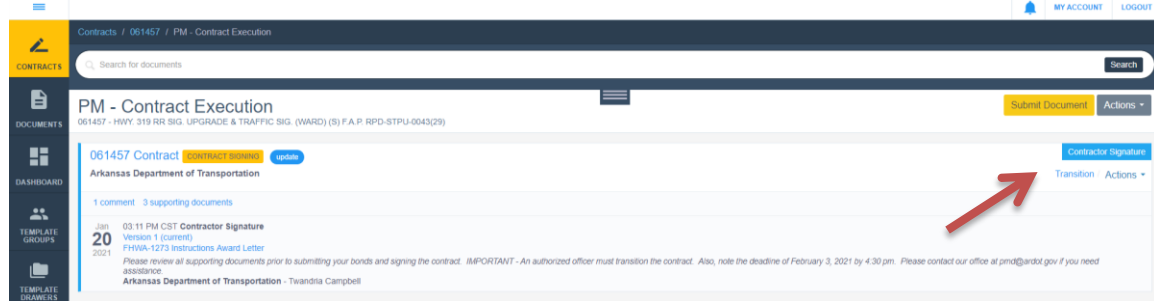 MY ACCOUNT LOGOUT
Contracts / 061457 / PM - Contract Execution
CONTRACTS
Search for documents Search
DOCUMENTS
PM - Contract Execution
Submit Document Actions
061457 - HWY. 319 RR SIG. UPGRADE & TRAFFIC SIG. (WARD) (S) F.A.P. RPD-STPU-0043(29)
DASHBOARD
061457 Contract CONTRACT SIGNING update Contractor Signature
Arkansas Department of Transportation Transition Actions
1 comment 3 supporting documents
TEMPLATE
GROUPS
Jan 03:11 PM CST Contractor Signature
20 Version 1 (current)
2021 FHWA-1273 Instructions Award Letter
Please review all supporting documents prior to submitting your bonds and signing the contract. IMPORTANT - An authorized officer must transition the contract. Also, note the deadline of February 3, 2021 by 4:30 pm. Please contact our office at pmd@ardot.gov if you need
assistance.
Arkansas Department of Transportation - Twandria Campbell
TEMPLATE
DRAWERS